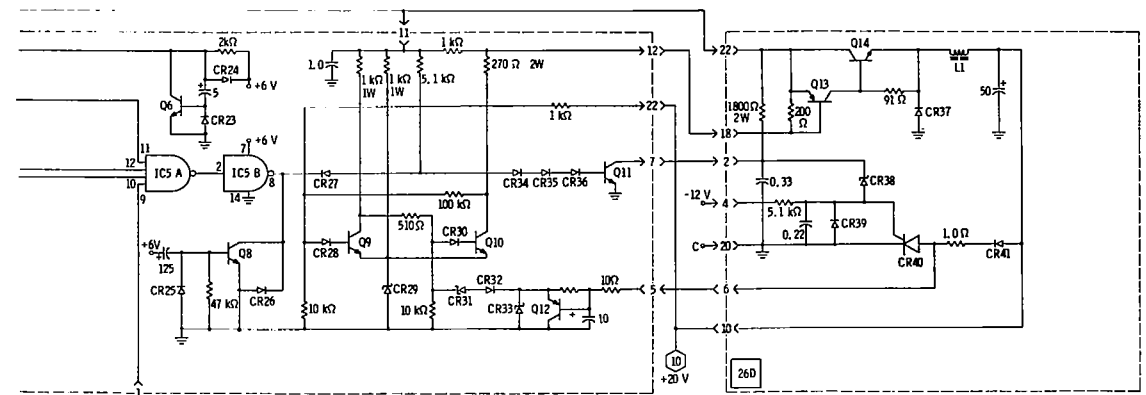 11
2kΩ
CR24
+6 V
5
Q6
CR23
1.0
1 kΩ
1W
1 kΩ
1W
5.1 kΩ
1 kΩ
270 Ω 2W
12
22
1 kΩ
22
Q14
L1
50
+
Q13
1800Ω
2W
200
Ω
91 Ω
CR37
18
+6 V
11
12
10
9
IC5 A
2
7
IC5 B
8
14
CR27
CR34
CR35
CR36
Q11
7
2
0.33
CR38
-12 V
4
5.1 kΩ
0.22
CR39
C
20
CR40
1.0Ω
CR41
100 kΩ
510Ω
CR30
Q10
CR28
Q9
+6V
125
Q8
CR25
47 kΩ
CR26
10 kΩ
CR29
10 kΩ
CR31
CR32
CR33
Q12
+
10
10Ω
5
6
10
10
+20 V
26D
1